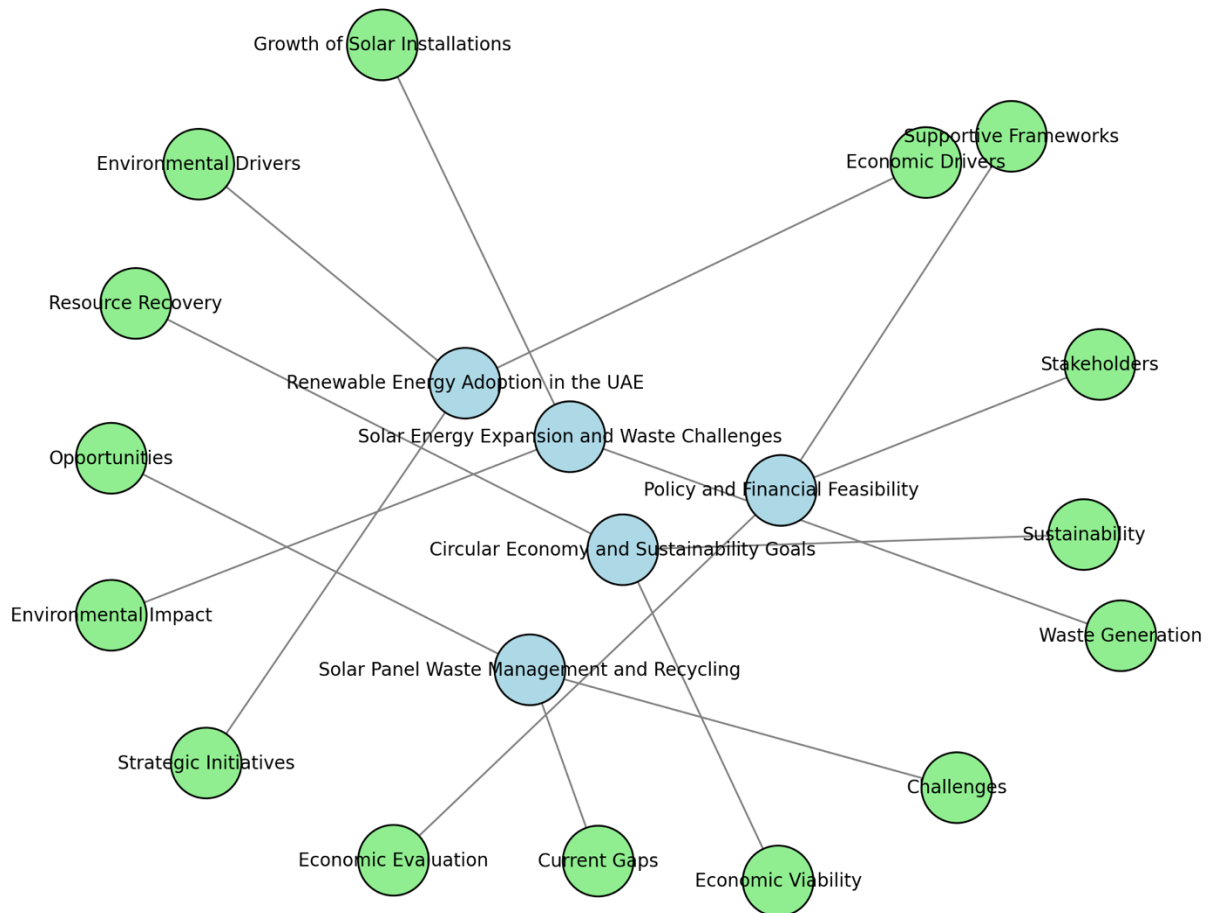 Growth of Solar Installations
Supportive Frameworks
Economic Drivers
Environmental Drivers
Resource Recovery
Stakeholders
Renewable Energy Adoption in the UAE
Solar Energy Expansion and Waste Challenges
Opportunities
Policy and Financial Feasibility
Sustainability
Circular Economy and Sustainability Goals
Environmental Impact
Waste Generation
Solar Panel Waste Management and Recycling
Strategic Initiatives
Challenges
Economic Evaluation
Current Gaps
Economic Viability